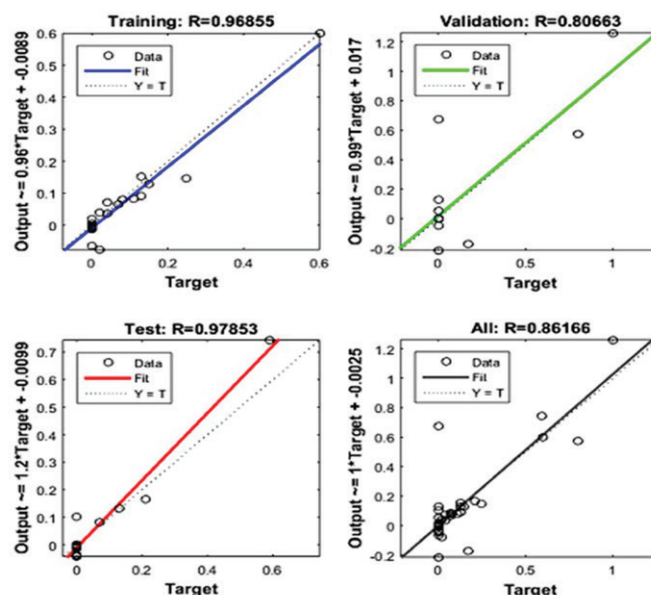 Training: R=0.96855
Output ~= 0.96*Target + -0.0089
0.6
0.5
0.4
0.3
0.2
0.1
0
Data
Fit
Y = T
0
0.2
0.4
0.6
Target
Validation: R=0.80663
Output ~= 0.99*Target + 0.017
1.2
1
0.8
0.6
0.4
0.2
0
-0.2
Data
Fit
Y = T
0
0.5
1
Target
Test: R=0.97853
Output ~= 1.2*Target + -0.0099
0.7
0.6
0.5
0.4
0.3
0.2
0.1
0
Data
Fit
Y = T
0
0.2
0.4
0.6
Target
All: R=0.86166
Output ~= 1*Target + -0.0025
1.2
1
0.8
0.6
0.4
0.2
0
-0.2
Data
Fit
Y = T
0
0.5
1
Target